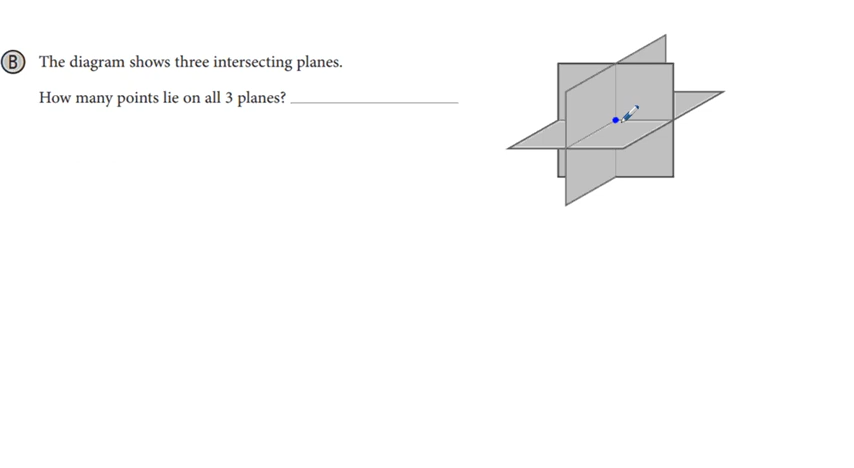 B The diagram shows three intersecting planes.
How many points lie on all 3 planes?